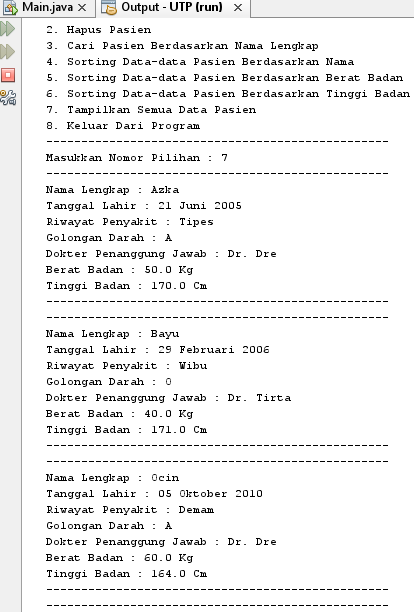 Main.java × Output - UTP (run) ×
2. Hapus Pasien
3. Cari Pasien Berdasarkan Nama Lengkap
4. Sorting Data-data Pasien Berdasarkan Nama
5. Sorting Data-data Pasien Berdasarkan Berat Badan
6. Sorting Data-data Pasien Berdasarkan Tinggi Badan
7. Tampilkan Semua Data Pasien
8. Keluar Dari Program
-------------------------------------------------
Masukkan Nomor Pilihan : 7
-------------------------------------------------
Nama Lengkap : Azka
Tanggal Lahir : 21 Juni 2005
Riwayat Penyakit : Tipes
Golongan Darah : A
Dokter Penanggung Jawab : Dr. Dre
Berat Badan : 50.0 Kg
Tinggi Badan : 170.0 Cm
-------------------------------------------------
-------------------------------------------------
Nama Lengkap : Bayu
Tanggal Lahir : 29 Februari 2006
Riwayat Penyakit : Wibu
Golongan Darah : O
Dokter Penanggung Jawab : Dr. Tirta
Berat Badan : 40.0 Kg
Tinggi Badan : 171.0 Cm
-------------------------------------------------
-------------------------------------------------
Nama Lengkap : Ocin
Tanggal Lahir : 05 Oktober 2010
Riwayat Penyakit : Demam
Golongan Darah : A
Dokter Penanggung Jawab : Dr. Dre
Berat Badan : 60.0 Kg
Tinggi Badan : 164.0 Cm
-------------------------------------------------
-------------------------------------------------